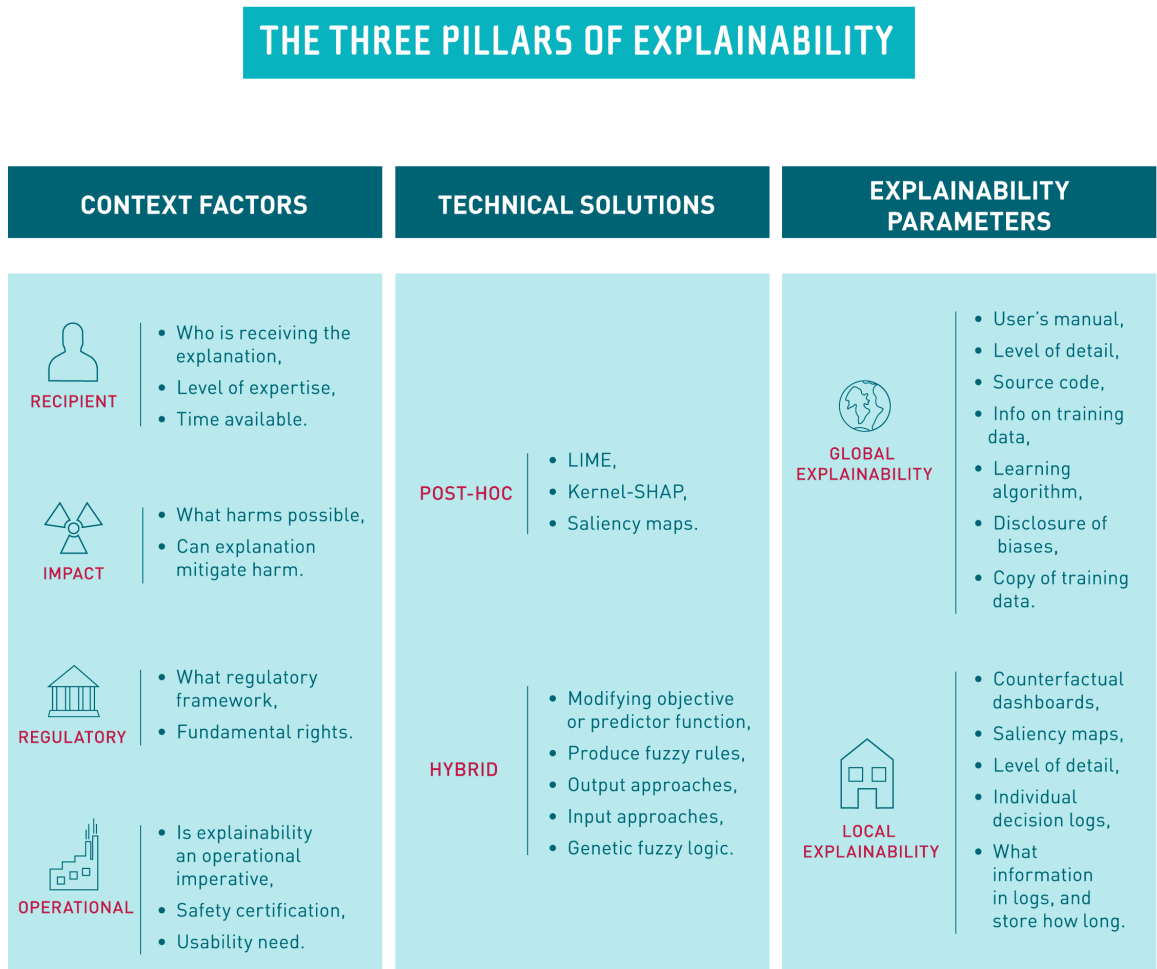 THE THREE PILLARS OF EXPLAINABILITY
CONTEXT FACTORS
RECIPIENT
• Who is receiving the
explanation,
• Level of expertise,
• Time available.
IMPACT
• What harms possible,
• Can explanation
mitigate harm.
REGULATORY
• What regulatory
framework,
• Fundamental rights.
OPERATIONAL
• Is explainability
an operational
imperative,
• Safety certification,
• Usability need.
TECHNICAL SOLUTIONS
POST-HOC
• LIME,
• Kernel-SHAP,
• Saliency maps.
HYBRID
• Modifying objective
or predictor function,
• Produce fuzzy rules,
• Output approaches,
• Input approaches,
• Genetic fuzzy logic.
EXPLAINABILITY
PARAMETERS
GLOBAL
EXPLAINABILITY
• User’s manual,
• Level of detail,
• Source code,
• Info on training
data,
• Learning
algorithm,
• Disclosure of
biases,
• Copy of training
data.
LOCAL
EXPLAINABILITY
• Counterfactual
dashboards,
• Saliency maps,
• Level of detail,
• Individual
decision logs,
• What
information
in logs, and
store how long.